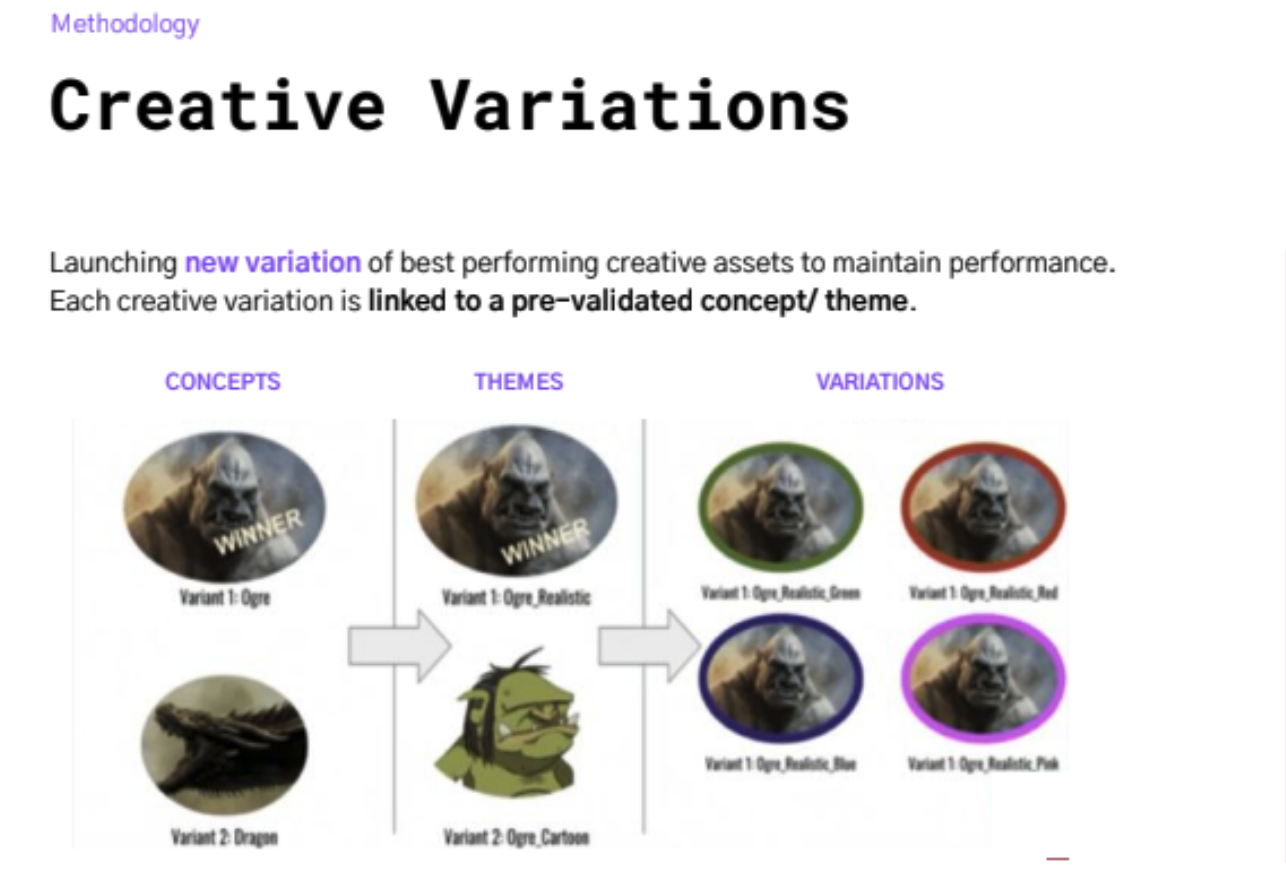 Methodology
Creative Variations
Launching new variation of best performing creative assets to maintain performance.
Each creative variation is linked to a pre-validated concept/ theme.
CONCEPTS
THEMES
VARIATIONS
WINNER
Variant 1: Ogre
Variant 2: Dragon
WINNER
Variant 1: Ogre_Realistic
Variant 2: Ogre_Cartoon
Variant 1: Ogre_Realistic_Green
Variant 1: Ogre_Realistic_Red
Variant 1: Ogre_Realistic_Blue
Variant 1: Ogre_Realistic_Pink